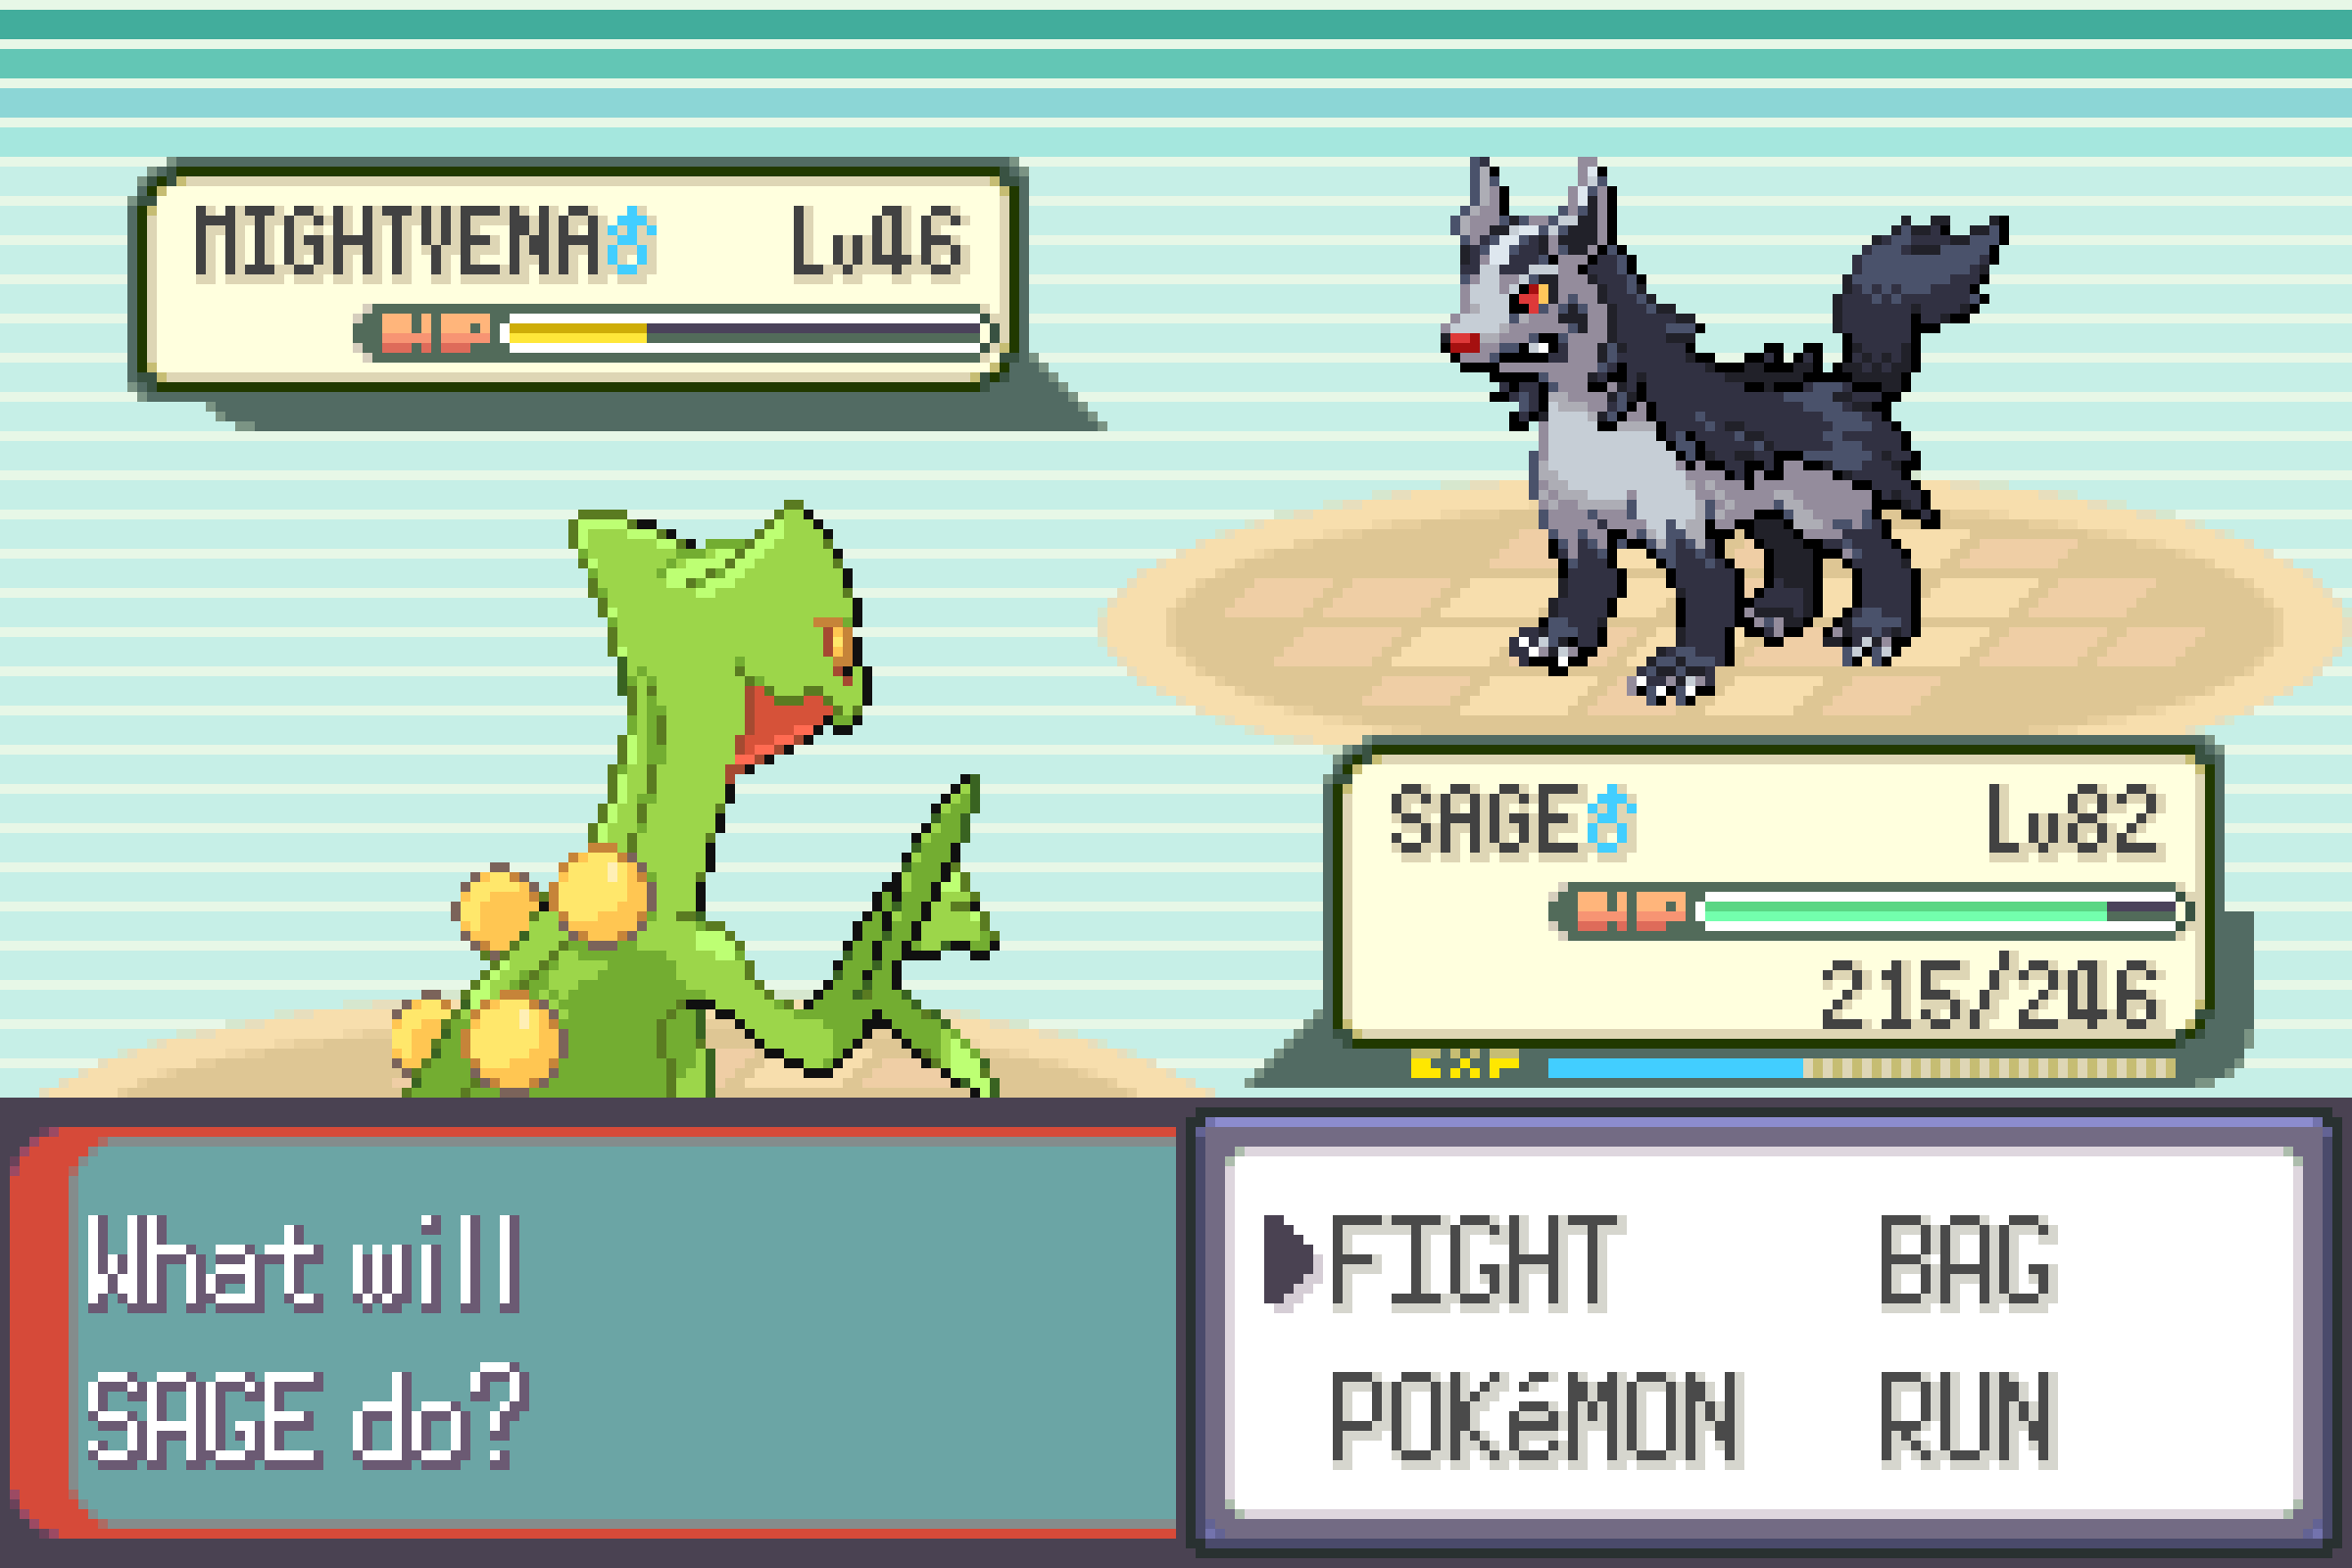 MIGHTYENA♂ Lv46
HP
SAGE♂ Lv82
HP
215/246
EXP
What will
SAGE do?
FIGHT BAG
POKéMON RUN